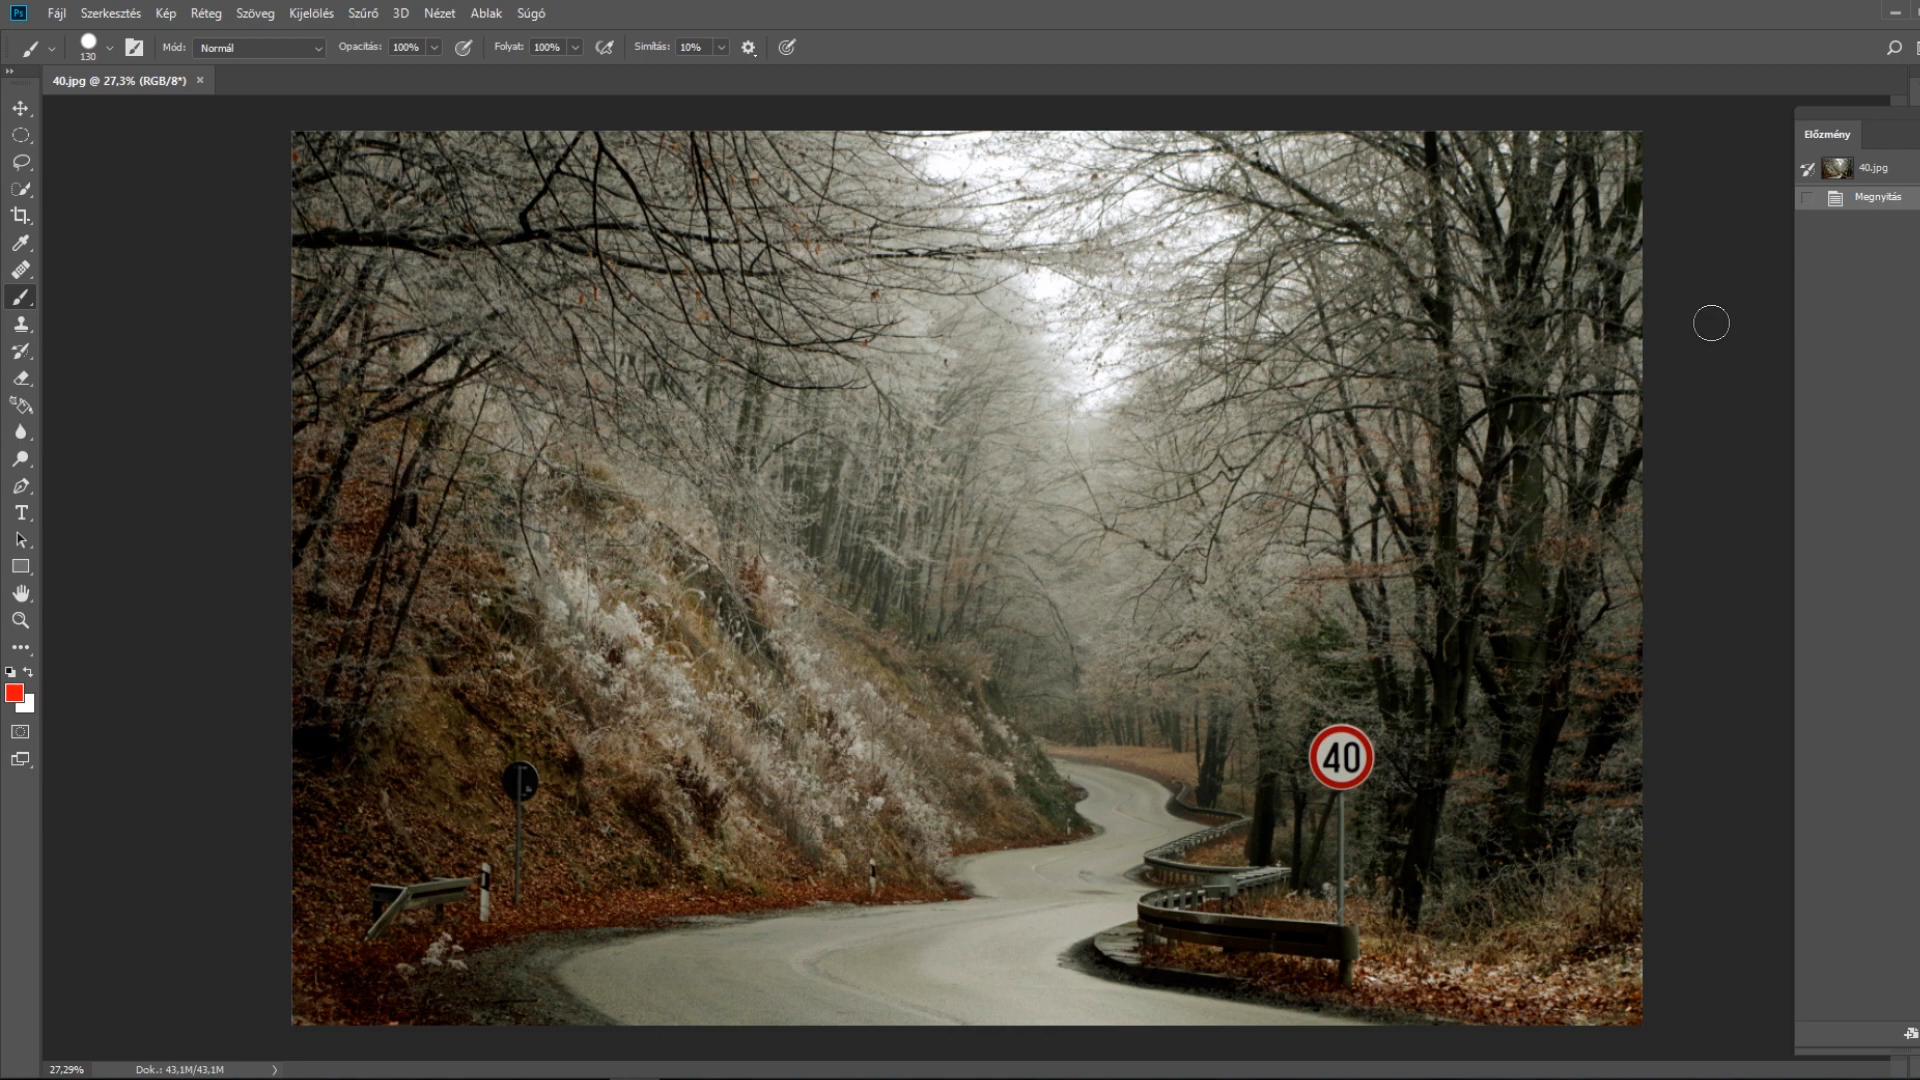 Ps Fájl Szerkesztés Kép Réteg Szöveg Kijelölés Szűrő 3D Nézet Ablak Súgó
130 Mód: Normál Opacitás: 100% Folyat: 100% Simítás: 10%
40.jpg @ 27,3% (RGB/8*) ×
Előzmény
40.jpg
Megnyitás
40
27,29% Dok.: 43,1M/43,1M